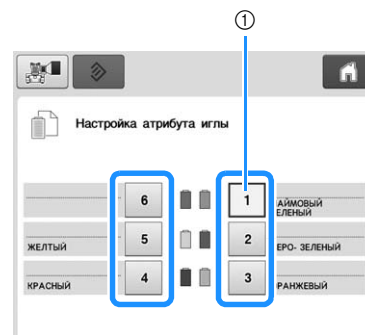 ①
Настройка атрибута иглы
6 1 АЙМОВЫЙ
ЕЛЕНЫЙ
ЖЕЛТЫЙ 5 2 ЕРО- ЗЕЛЕНЫЙ
КРАСНЫЙ 4 3 РАНЖЕВЫЙ